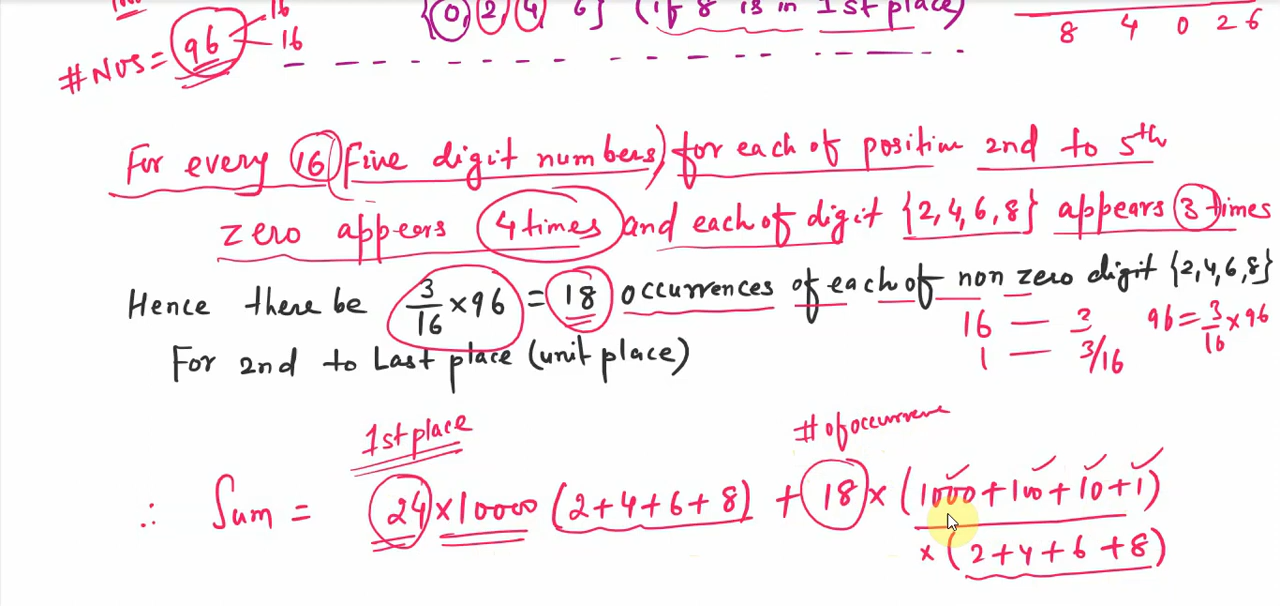 {0, 2, 4, 6} (if 8 is in 1st place)
8 4 0 2 6
#Nos = 96
16
16
For every 16 (Five digit numbers) for each of position 2nd to 5th
zero appears 4 times and each of digit {2,4,6,8} appears 3 times
Hence there be 3/16 × 96 = 18 occurrences of each of non zero digit {2,4,6,8}
16 — 3
1 — 3/16
96 = 3/16 × 96
For 2nd to Last place (unit place)
1st place
# of occurrence
∴ Sum = 24 × 10000 (2+4+6+8) + 18 × (1000+100+10+1)
× (2+4+6+8)